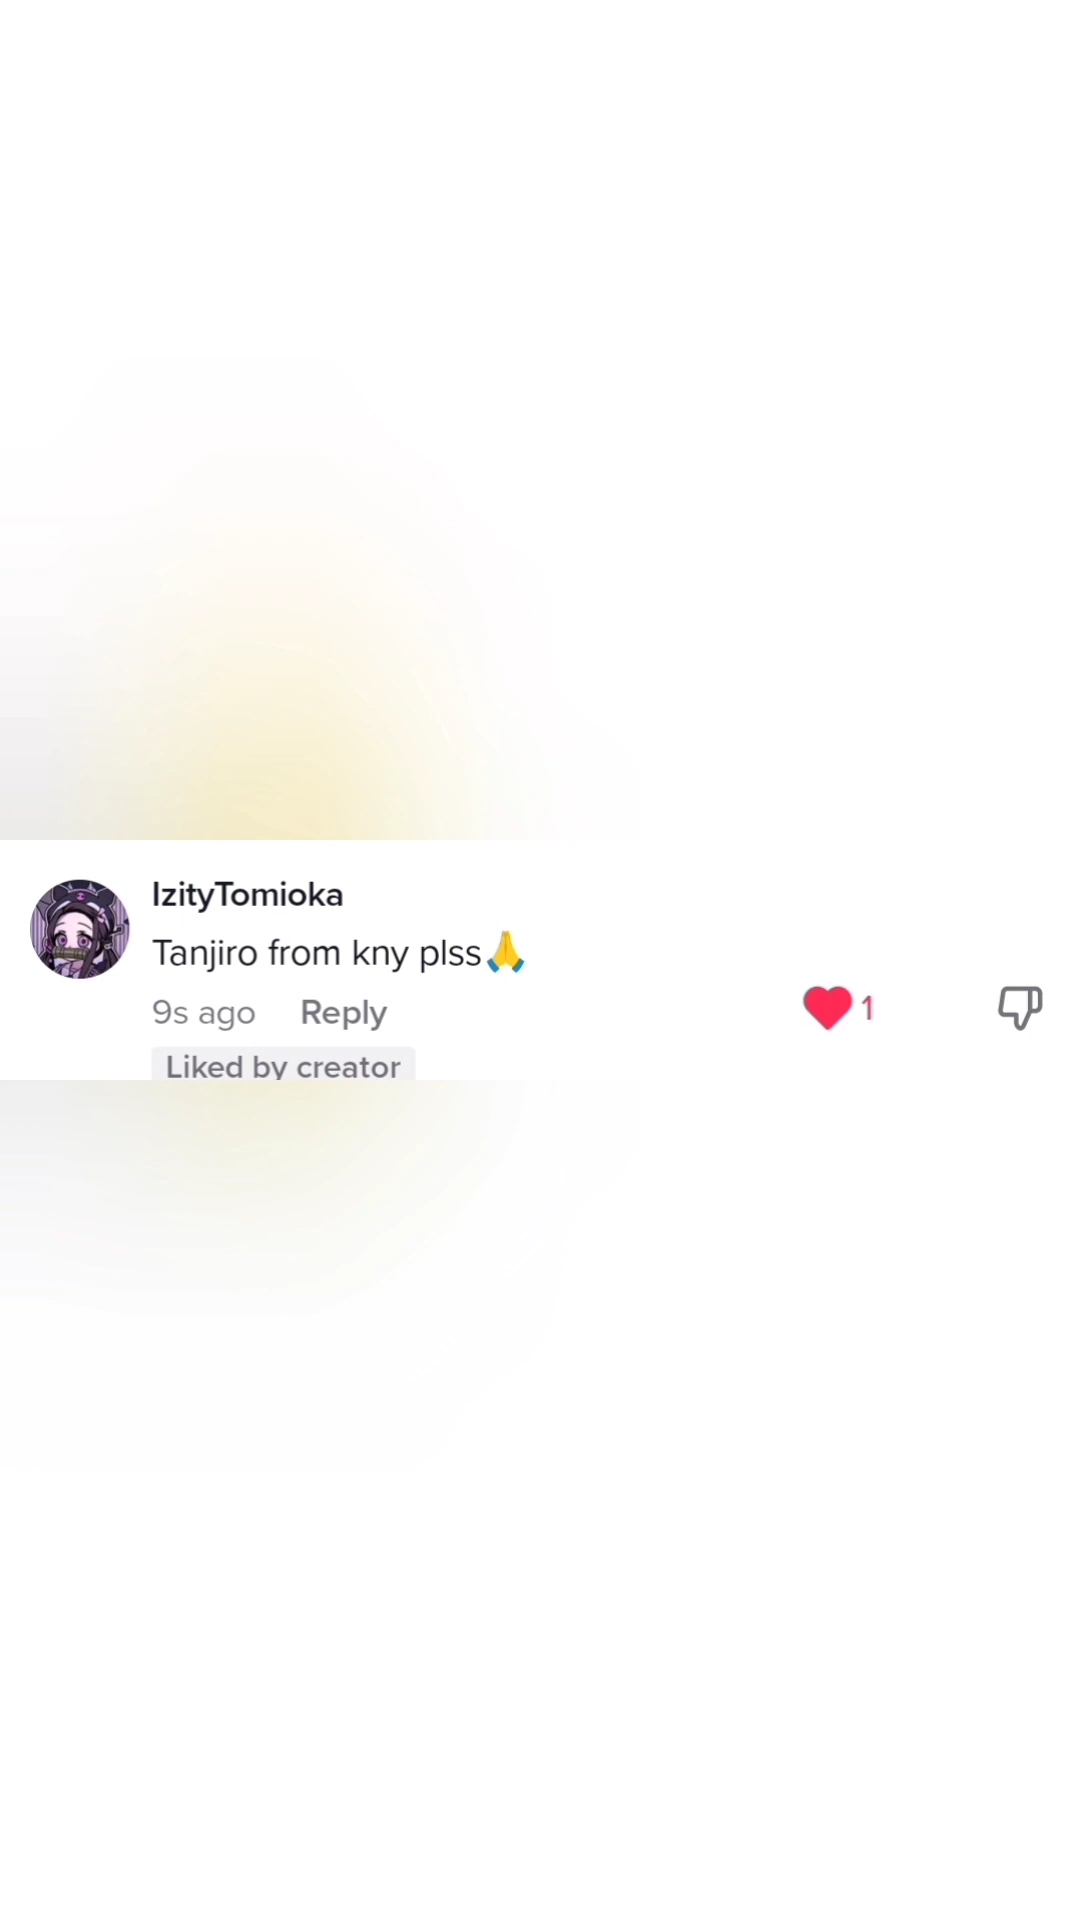 IzityTomioka
Tanjiro from kny plss🙏
9s ago Reply
1
Liked by creator